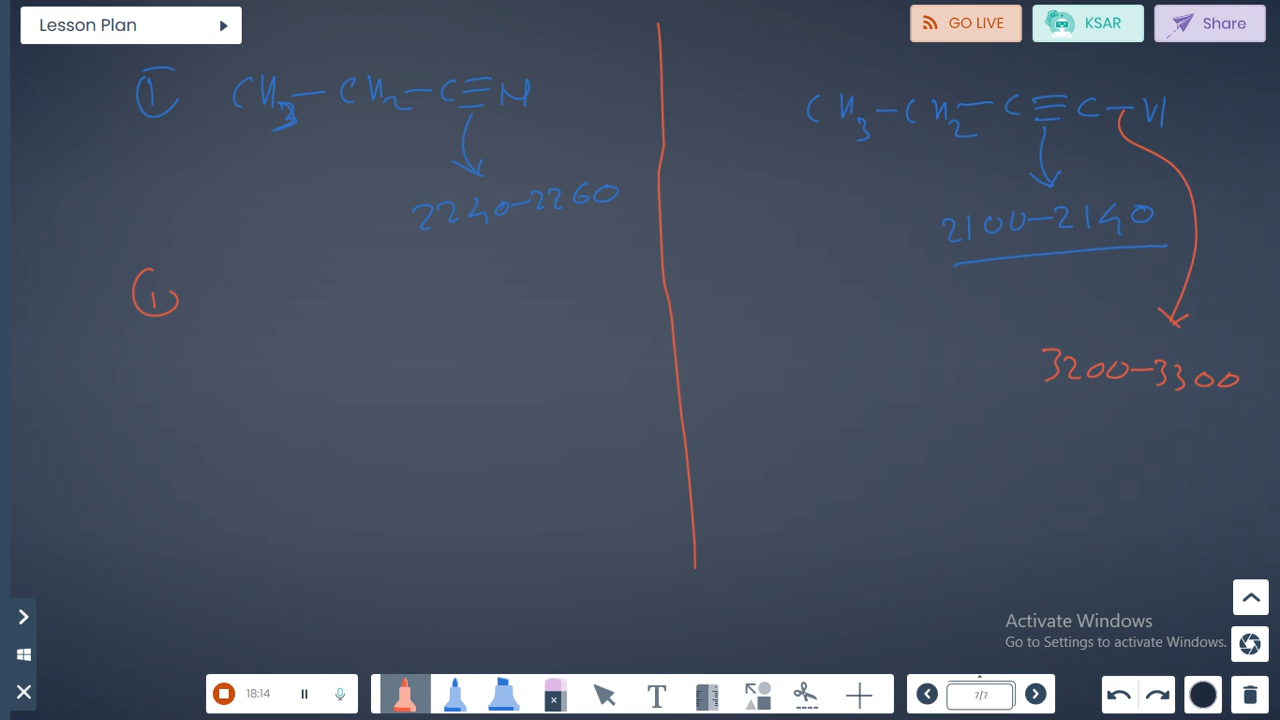 Lesson Plan
GO LIVE
KSAR
Share
① CH₃-CH₂-C≡N
CH₃-CH₂-C≡C-H
2240-2260
2100-2140
①
3200-3300
Activate Windows
Go to Settings to activate Windows.
18:14
T
7/7